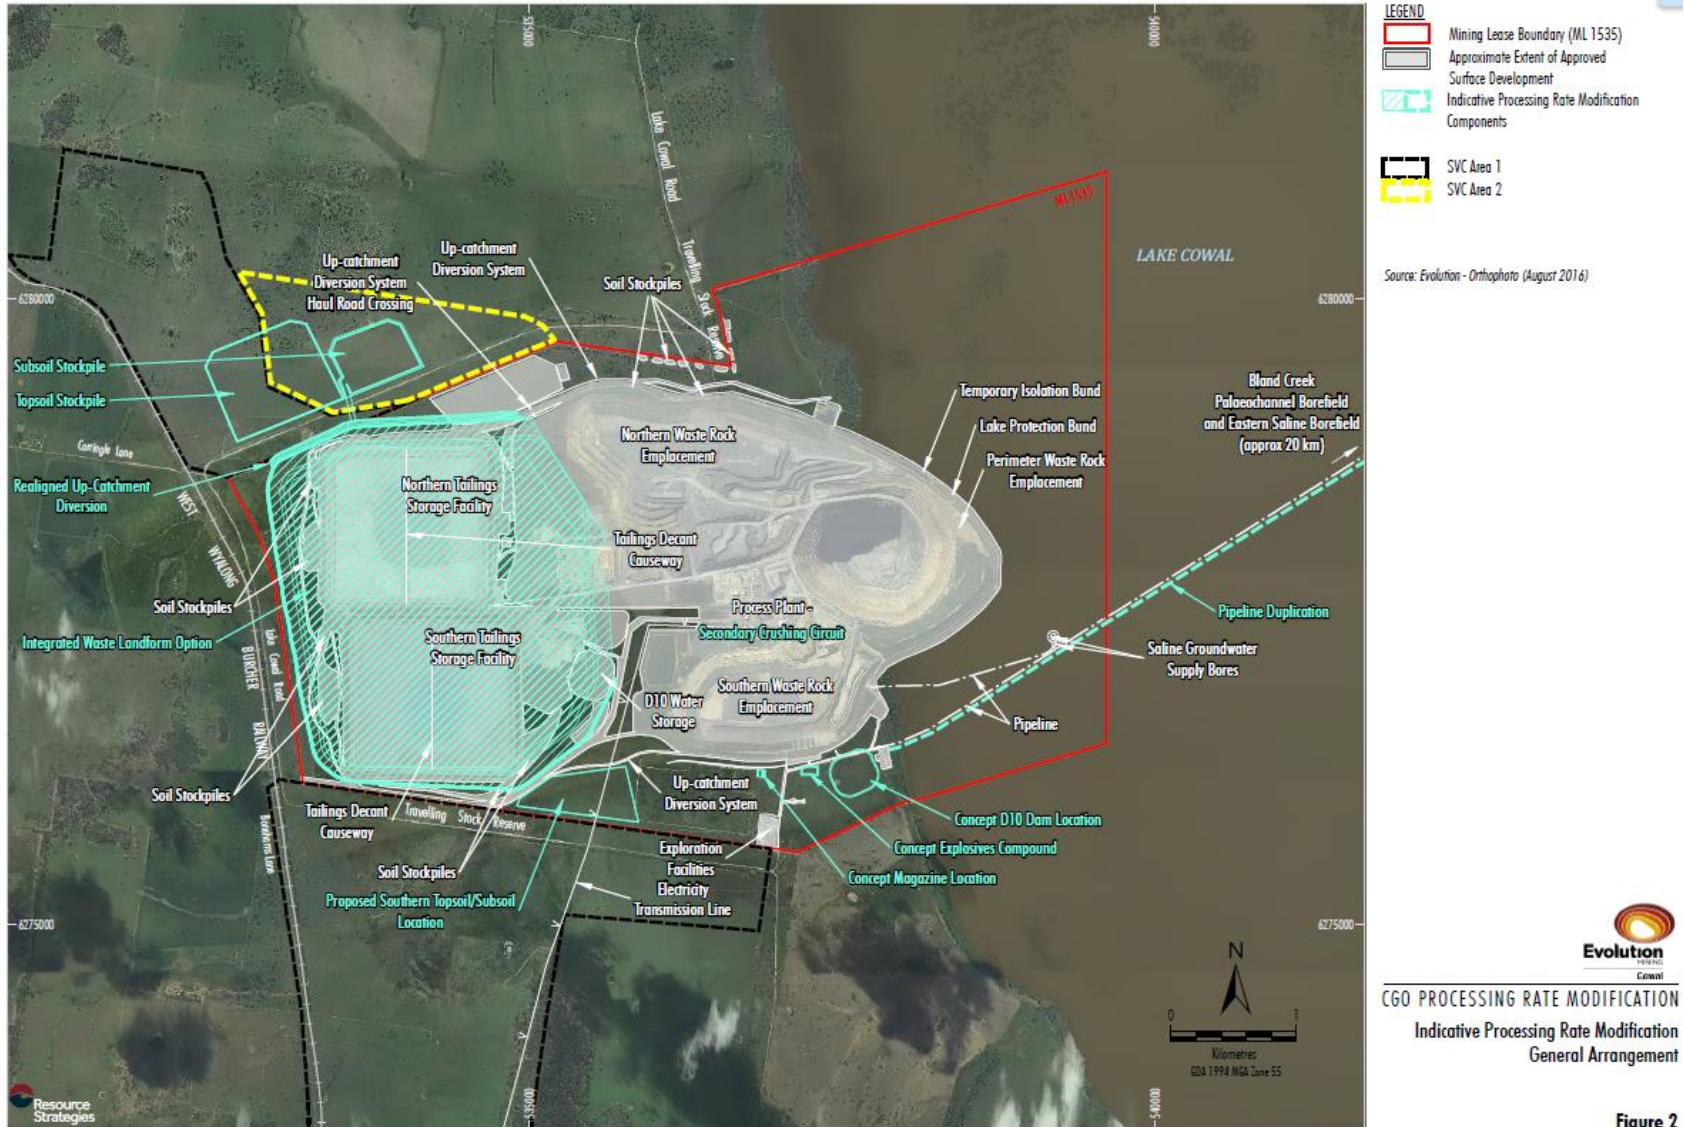 LEGEND
Mining Lease Boundary (ML 1535)
Approximate Extent of Approved
Surface Development
Indicative Processing Rate Modification
Components
SVC Area 1
SVC Area 2
Source: Evolution - Orthophoto (August 2016)
535000
540000
Lake Cowal Road
Travelling Stock Reserve
ML 1535
LAKE COWAL
6280000
6280000
Up-catchment
Diversion System
Haul Road Crossing
Up-catchment
Diversion System
Soil Stockpiles
Subsoil Stockpile
Topsoil Stockpile
Corringle Lane
Realigned Up-Catchment
Diversion
WEST
WYALONG
BURCHER
RAILWAY
Lake Cowal Road
Northern Waste Rock
Emplacement
Temporary Isolation Bund
Lake Protection Bund
Perimeter Waste Rock
Emplacement
Bland Creek
Palaeochannel Borefield
and Eastern Saline Borefield
(approx 20 km)
Northern Tailings
Storage Facility
Tailings Decant
Causeway
Soil Stockpiles
Integrated Waste Landform Option
Southern Tailings
Storage Facility
Process Plant -
Secondary Crushing Circuit
Pipeline Duplication
Saline Groundwater
Supply Bores
D10 Water
Storage
Southern Waste Rock
Emplacement
Pipeline
Soil Stockpiles
Tailings Decant
Causeway
Travelling Stock Reserve
Up-catchment
Diversion System
Concept D10 Dam Location
Concept Explosives Compound
Concept Magazine Location
Soil Stockpiles
Proposed Southern Topsoil/Subsoil
Location
Exploration
Facilities
Electricity
Transmission Line
6275000
6275000
N
0 1
Kilometres
GDA 1994 MGA Zone 55
535000
540000
Resource
Strategies
Evolution
MINING
Cowal
CGO PROCESSING RATE MODIFICATION
Indicative Processing Rate Modification
General Arrangement
Figure 2